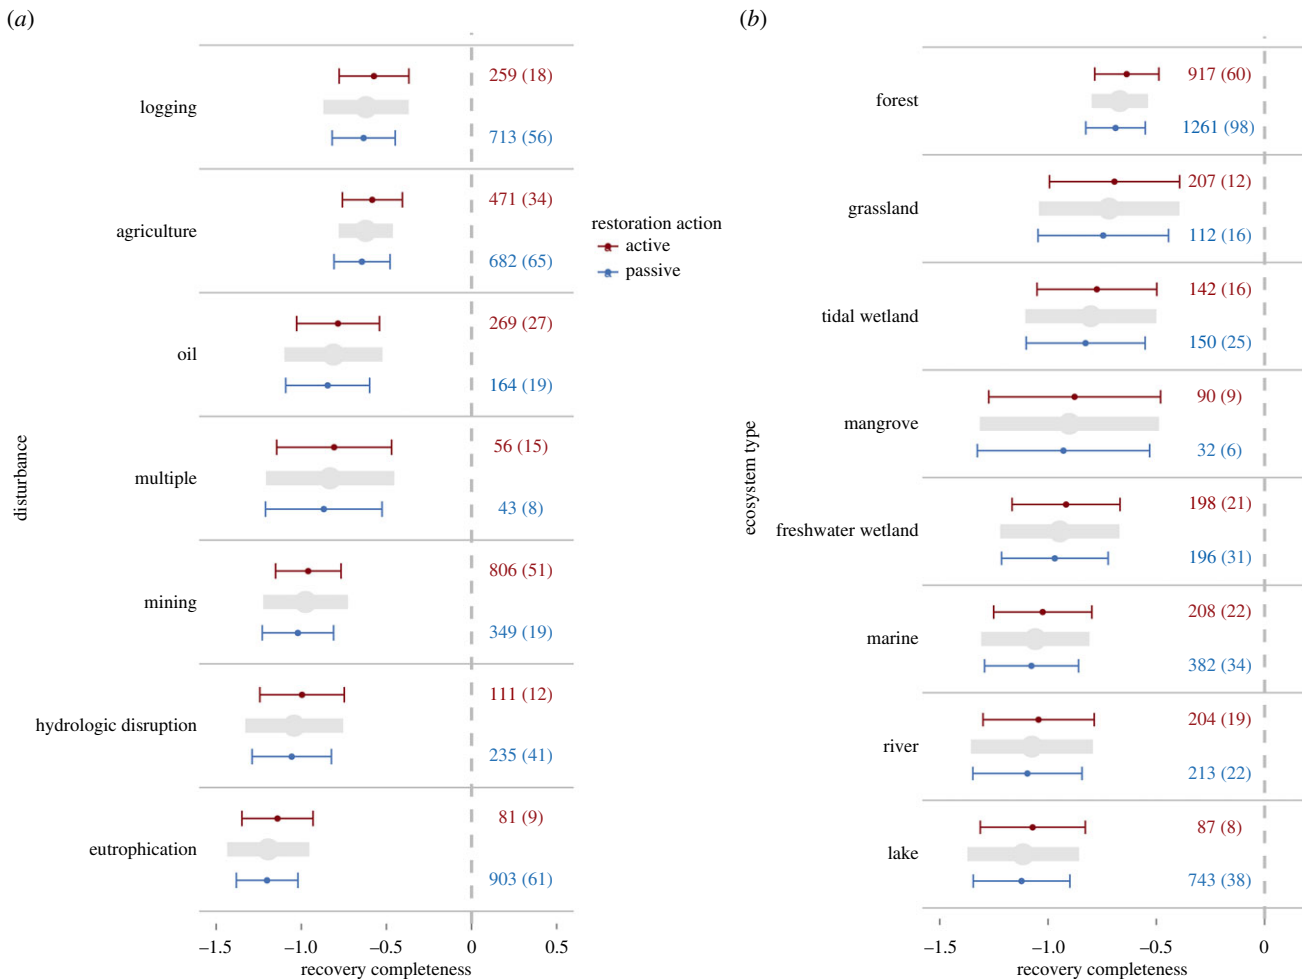 (a)
disturbance
logging
259 (18)
713 (56)
agriculture
471 (34)
682 (65)
oil
269 (27)
164 (19)
multiple
56 (15)
43 (8)
mining
806 (51)
349 (19)
hydrologic disruption
111 (12)
235 (41)
eutrophication
81 (9)
903 (61)
–1.5 –1.0 –0.5 0 0.5
recovery completeness
restoration action
active
passive
(b)
ecosystem type
forest
917 (60)
1261 (98)
grassland
207 (12)
112 (16)
tidal wetland
142 (16)
150 (25)
mangrove
90 (9)
32 (6)
freshwater wetland
198 (21)
196 (31)
marine
208 (22)
382 (34)
river
204 (19)
213 (22)
lake
87 (8)
743 (38)
–1.5 –1.0 –0.5 0
recovery completeness